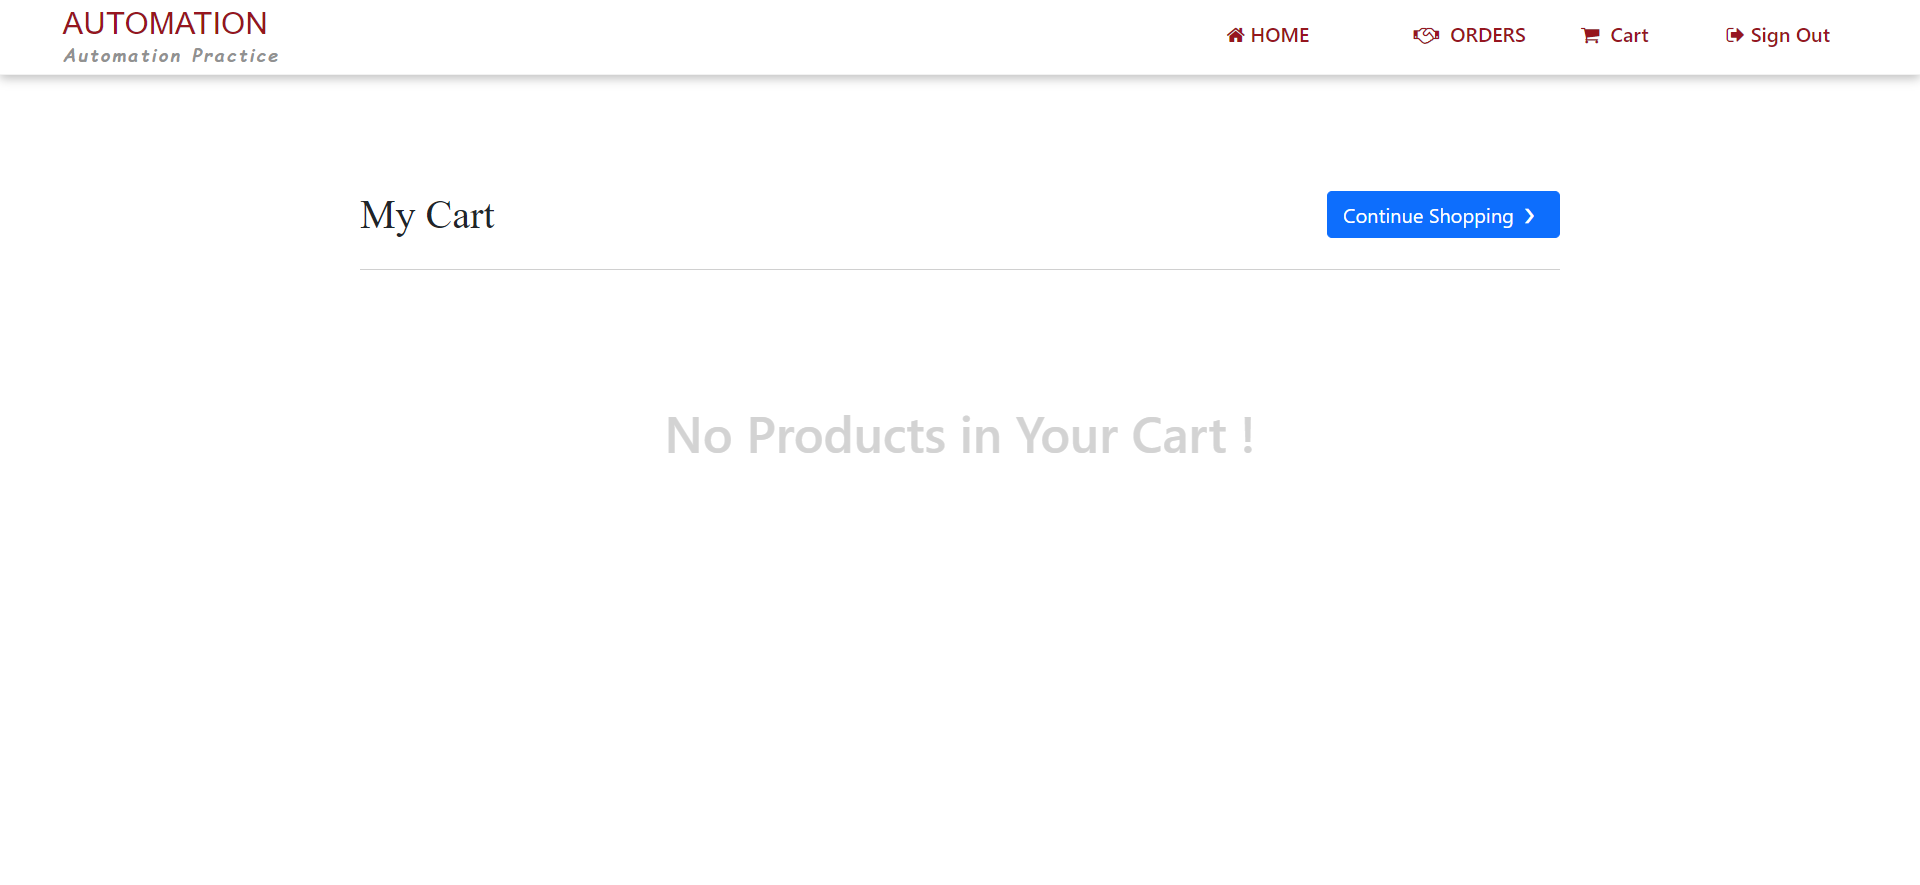 AUTOMATION
Automation Practice
HOME
ORDERS
Cart
Sign Out
My Cart
Continue Shopping ❯
No Products in Your Cart !